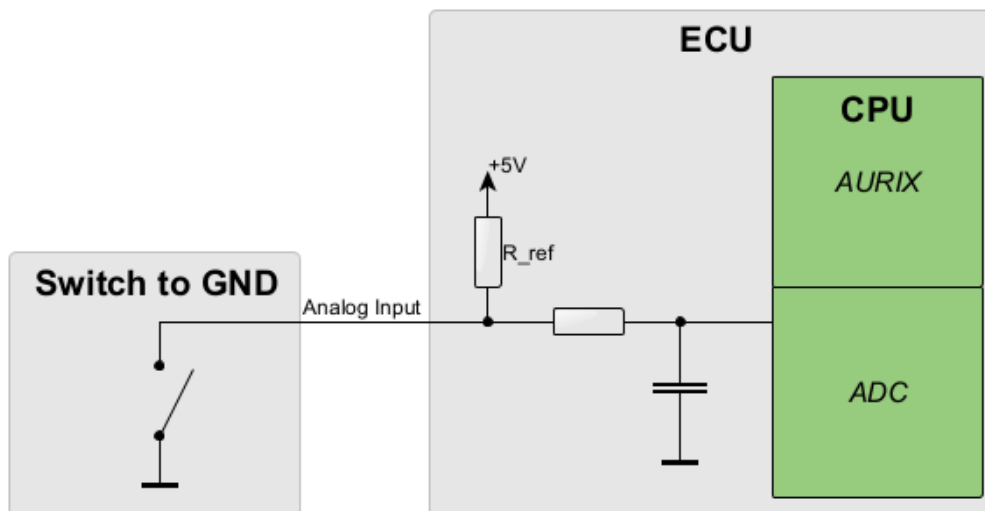 ECU
CPU
AURIX
+5V
R_ref
Switch to GND
Analog Input
ADC